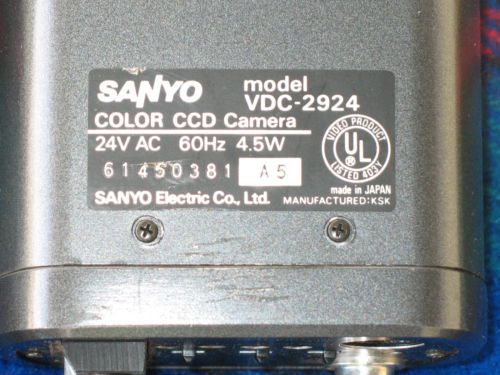 SANYO model VDC-2924
COLOR CCD Camera
24V AC 60Hz 4.5W
61450381 A5
SANYO Electric Co., Ltd.
VIDEO PRODUCT
UL
®
LISTED 403Y
made in JAPAN
MANUFACTURED:KSK